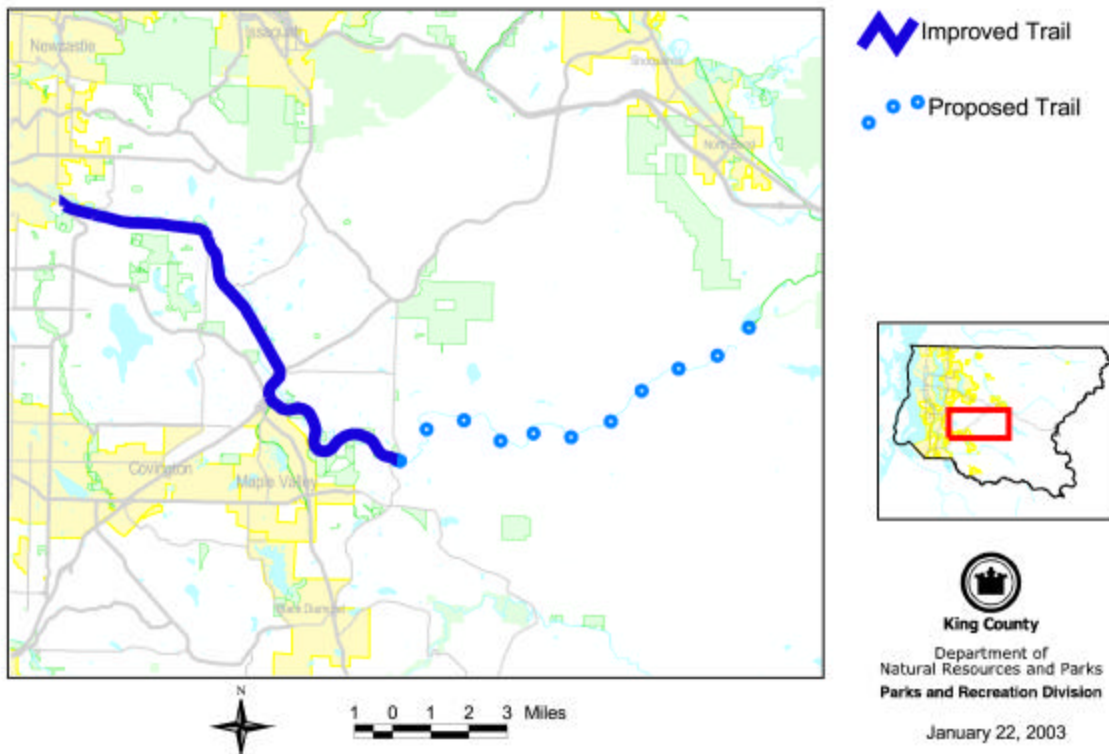 Newcastle
Issaquah
Snoqualmie
North Bend
Covington
Maple Valley
Black Diamond
Improved Trail
Proposed Trail
King County
Department of
Natural Resources and Parks
Parks and Recreation Division
January 22, 2003
N
1 0 1 2 3 Miles